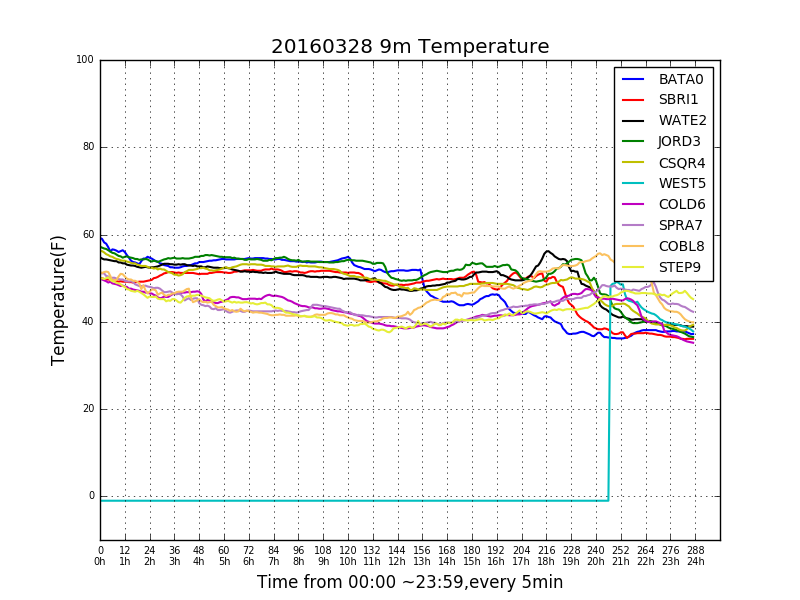 20160328 9m Temperature
100
80
60
40
20
0
Temperature(F)
BATA0
SBRI1
WATE2
JORD3
CSQR4
WEST5
COLD6
SPRA7
COBL8
STEP9
0 12 24 36 48 60 72 84 96 108 120 132 144 156 168 180 192 204 216 228 240 252 264 276 288
0h 1h 2h 3h 4h 5h 6h 7h 8h 9h 10h 11h 12h 13h 14h 15h 16h 17h 18h 19h 20h 21h 22h 23h 24h
Time from 00:00 ~23:59,every 5min